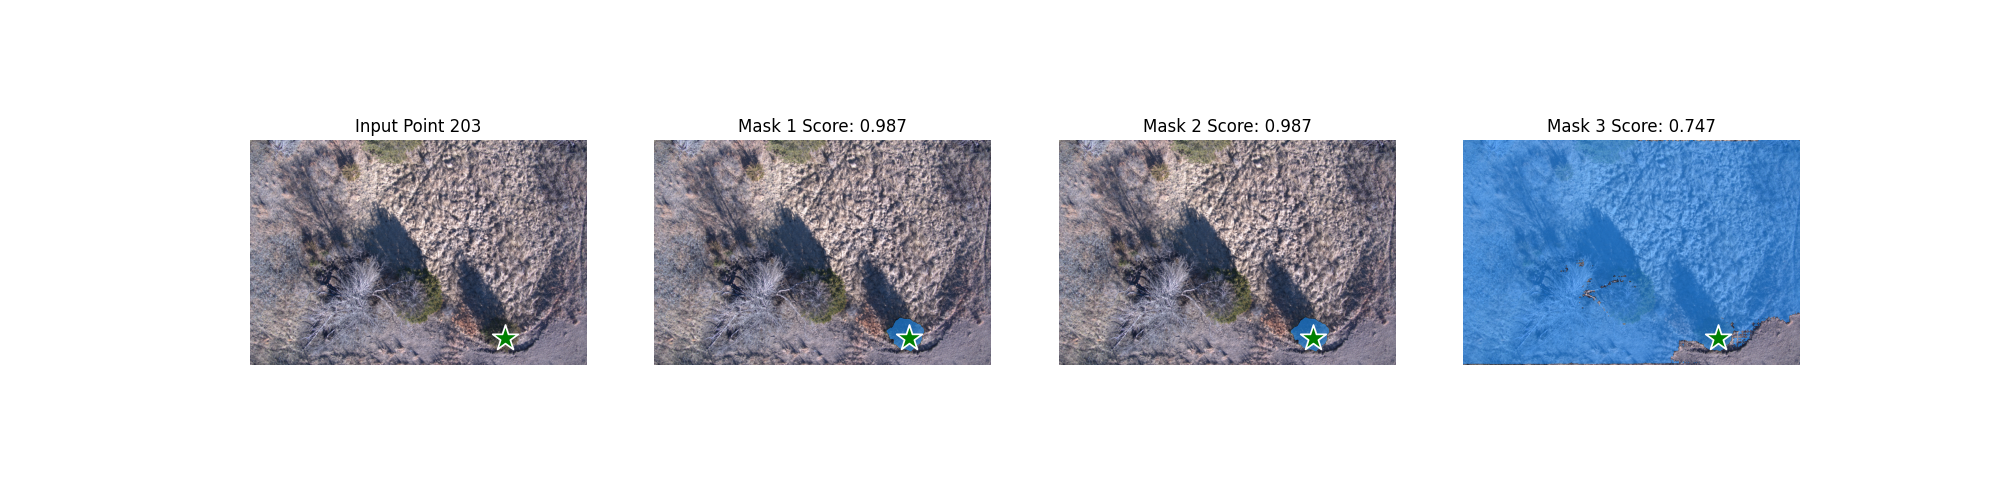 Input Point 203
Mask 1 Score: 0.987
Mask 2 Score: 0.987
Mask 3 Score: 0.747